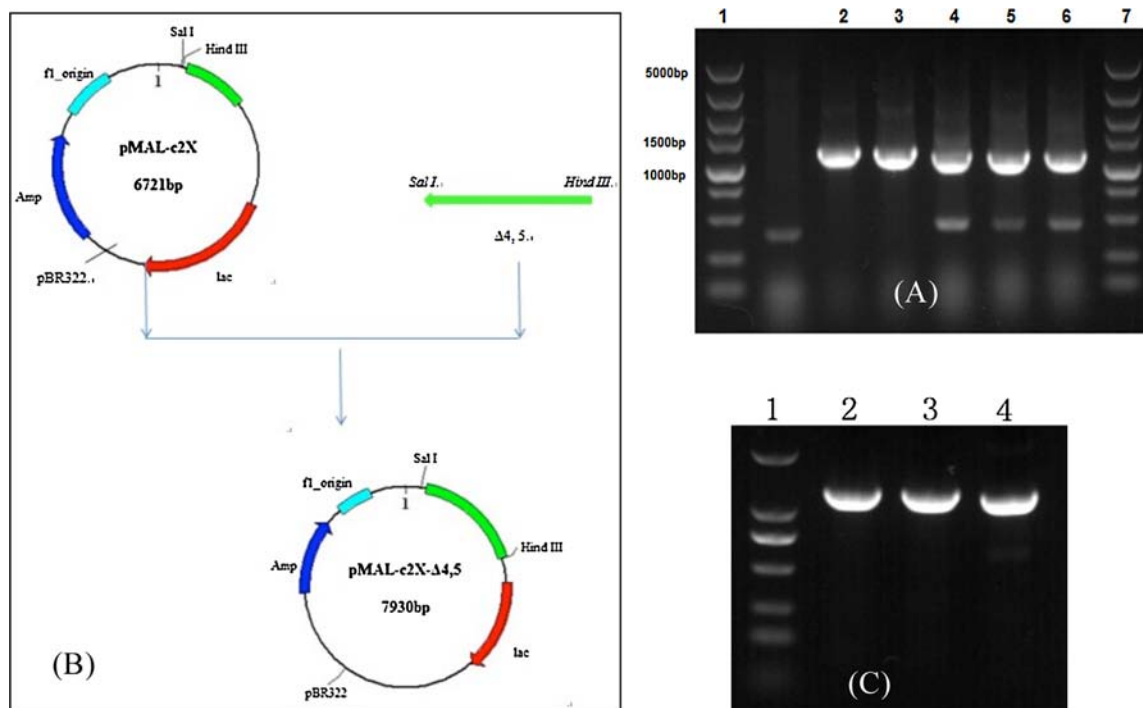 Sal I
Hind III
f1_origin
1
pMAL-c2X
6721bp
Amp
pBR322.
lac
Sal I.
Hind III.
Δ4, 5.
Sal I
f1_origin
1
Hind III
Amp
pMAL-c2X-Δ4,5
7930bp
lac
pBR322
(B)
1 2 3 4 5 6 7
5000bp
1500bp
1000bp
(A)
1 2 3 4
(C)